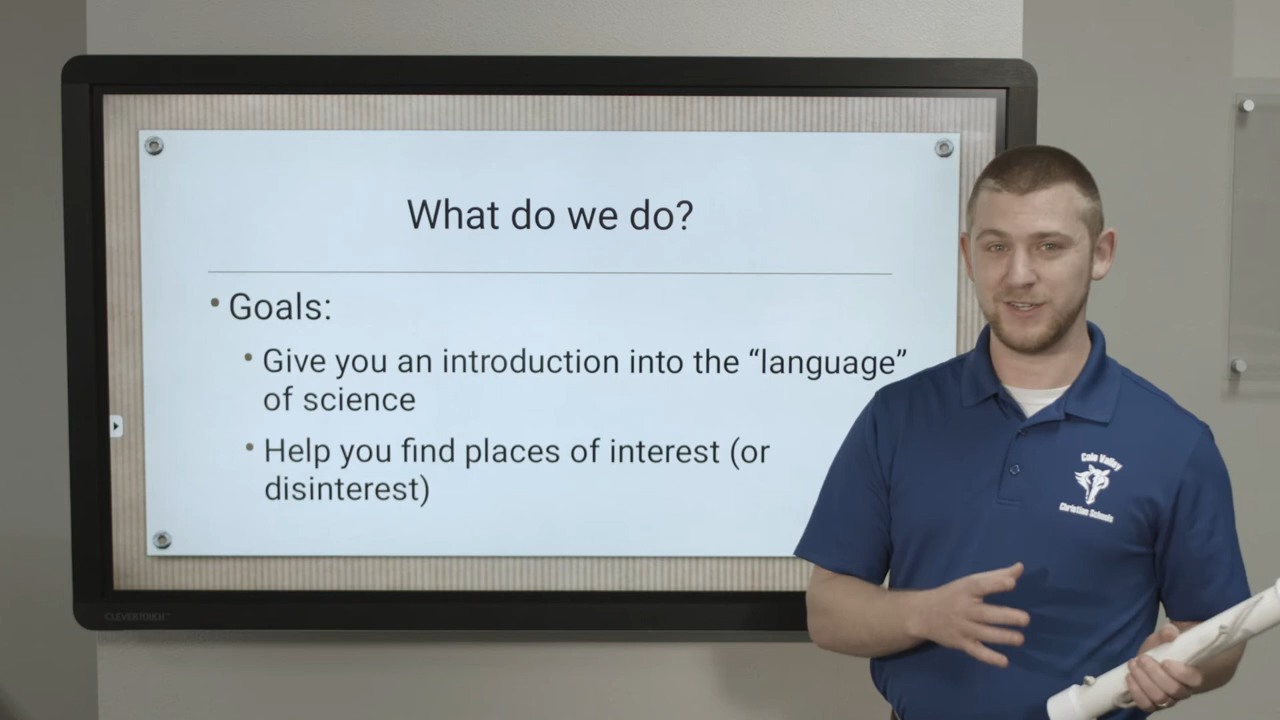 What do we do?
• Goals:
• Give you an introduction into the “language”
of science
• Help you find places of interest (or
disinterest)
Cole Valley
Christian Schools
CLEVERTOUCH™